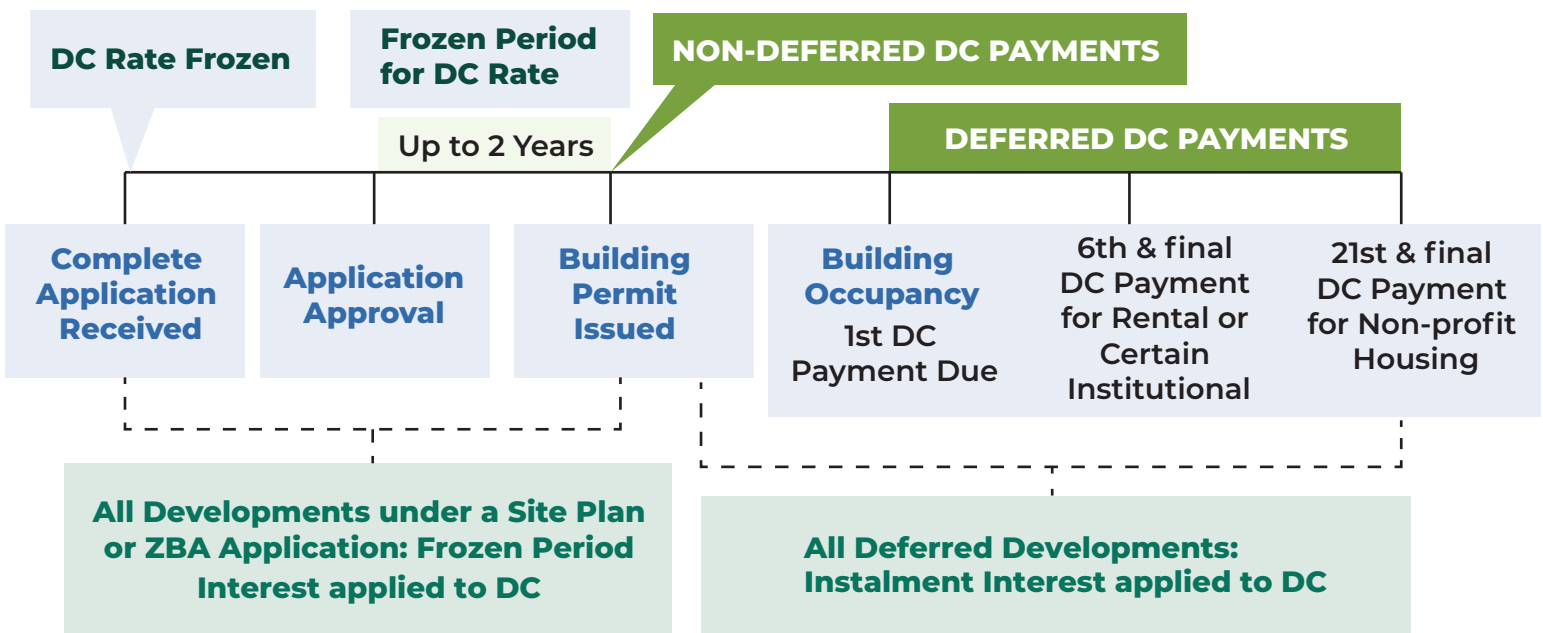 DC Rate Frozen
Frozen Period
for DC Rate
NON-DEFERRED DC PAYMENTS
Up to 2 Years
DEFERRED DC PAYMENTS
Complete
Application
Received
Application
Approval
Building
Permit
Issued
Building
Occupancy
1st DC
Payment Due
6th & final
DC Payment
for Rental or
Certain
Institutional
21st & final
DC Payment
for Non-profit
Housing
All Developments under a Site Plan
or ZBA Application: Frozen Period
Interest applied to DC
All Deferred Developments:
Instalment Interest applied to DC